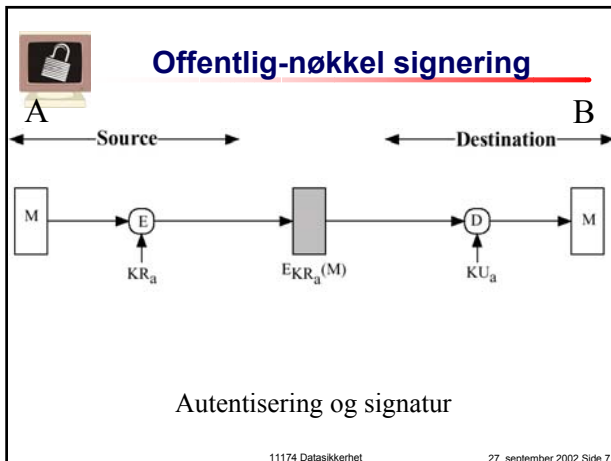 Offentlig-nøkkel signering
A B
Source Destination
M E D M
KRa EKRa(M) KUa
Autentisering og signatur
11174 Datasikkerhet 27. september 2002 Side 7